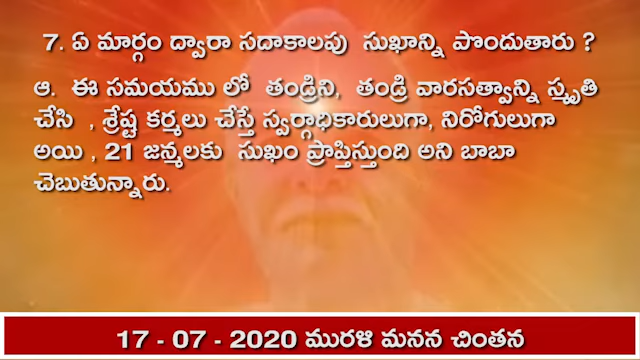 7. ఏ మార్గం ద్వారా సదాకాలపు సుఖాన్ని పొందుతారు ?
ఆ. ఈ సమయము లో తండ్రిని, తండ్రి వారసత్వాన్ని స్మృతి
చేసి , శ్రేష్ట కర్మలు చేస్తే స్వర్గాధికారులుగా, నిరోగులుగా
అయి , 21 జన్మలకు సుఖం ప్రాప్తిస్తుంది అని బాబా
చెబుతున్నారు.
17 - 07 - 2020 మురళి మనన చింతన